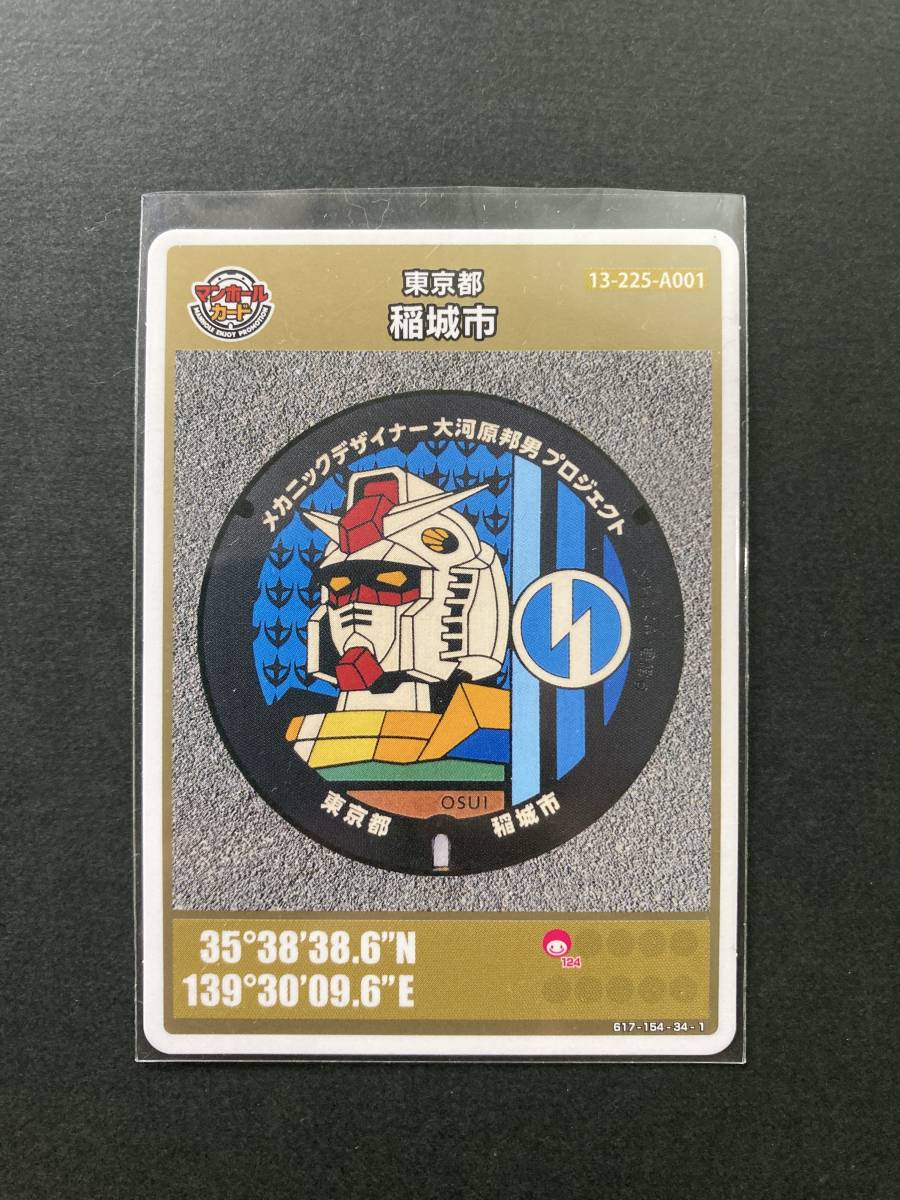 マンホール
カード
MANHOLE ENJOY PROMOTION
東京都
稲城市
13-225-A001
メカニックデザイナー 大河原邦男 プロジェクト
OSUI
東京都
稲城市
35°38'38.6"N
139°30'09.6"E
124
617-154-34-1